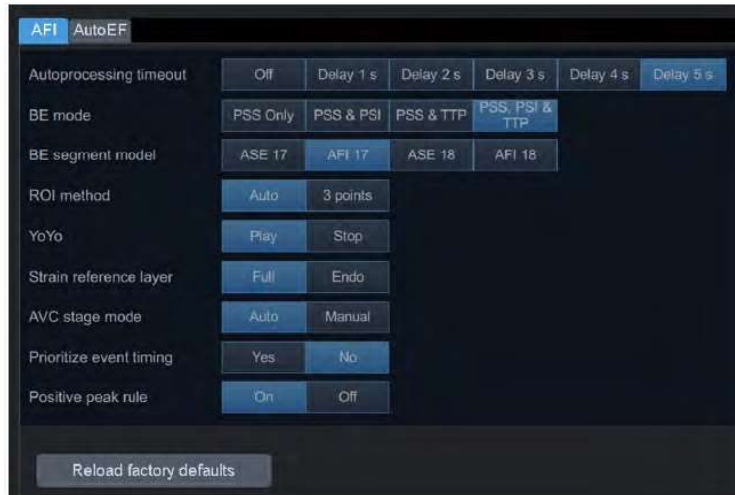 AFI AutoEF
Autoprocessing timeout Off Delay 1 s Delay 2 s Delay 3 s Delay 4 s Delay 5 s
BE mode PSS Only PSS & PSI PSS & TTP PSS, PSI & TTP
BE segment model ASE 17 AFI 17 ASE 18 AFI 18
ROI method Auto 3 points
YoYo Play Stop
Strain reference layer Full Endo
AVC stage mode Auto Manual
Prioritize event timing Yes No
Positive peak rule On Off
Reload factory defaults